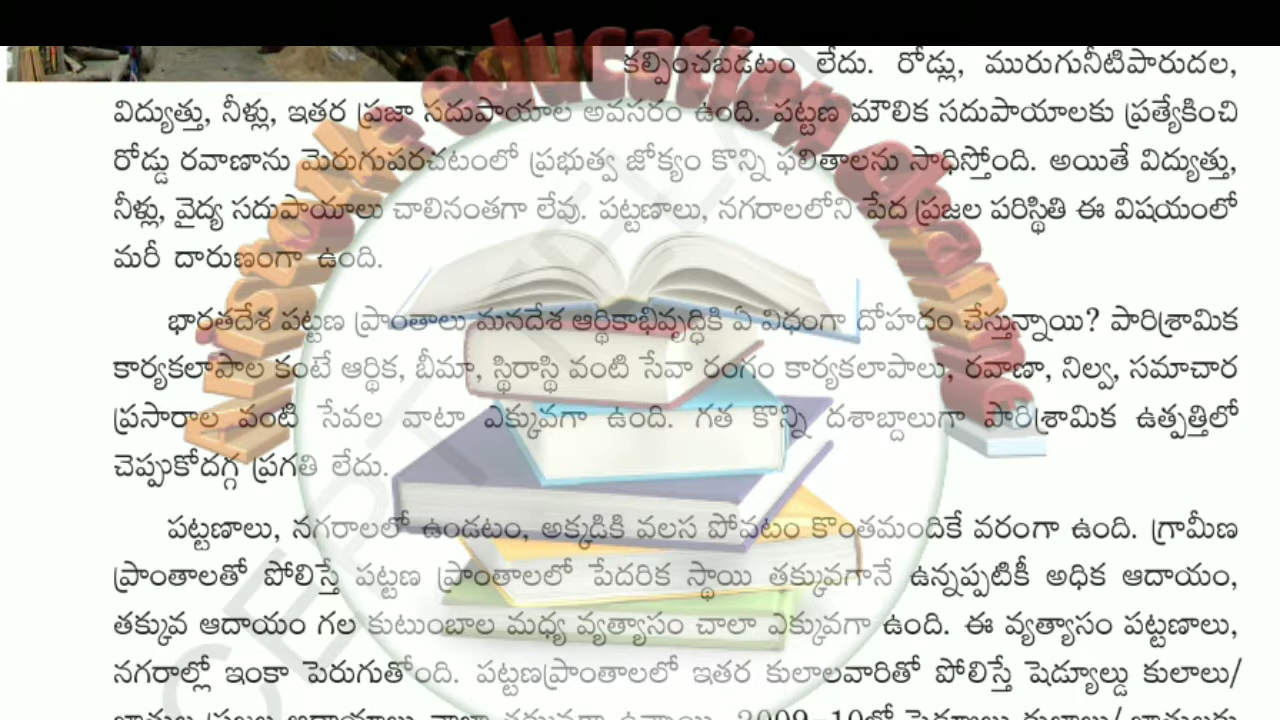 education
కల్పించబడటం లేదు. రోడ్లు, మురుగునీటిపారుదల,
విద్యుత్తు, నీళ్లు, ఇతర ప్రజా సదుపాయాల అవసరం ఉంది. పట్టణ మౌలిక సదుపాయాలకు ప్రత్యేకించి
రోడ్డు రవాణాను మెరుగుపరచటంలో ప్రభుత్వ జోక్యం కొన్ని ఫలితాలను సాధిస్తోంది. అయితే విద్యుత్తు,
నీళ్లు, వైద్య సదుపాయాలు చాలినంతగా లేవు. పట్టణాలు, నగరాలలోని పేద ప్రజల పరిస్థితి ఈ విషయంలో
మరీ దారుణంగా ఉంది.
భారతదేశ పట్టణ ప్రాంతాలు మనదేశ ఆర్థికాభివృద్ధికి ఏ విధంగా దోహదం చేస్తున్నాయి? పారిశ్రామిక
కార్యకలాపాల కంటే ఆర్థిక, బీమా, స్థిరాస్థి వంటి సేవా రంగం కార్యకలాపాలు, రవాణా, నిల్వ, సమాచార
ప్రసారాల వంటి సేవల వాటా ఎక్కువగా ఉంది. గత కొన్ని దశాబ్దాలుగా పారిశ్రామిక ఉత్పత్తిలో
చెప్పుకోదగ్గ ప్రగతి లేదు.
పట్టణాలు, నగరాలలో ఉండటం, అక్కడికి వలస పోవటం కొంతమందికే వరంగా ఉంది. గ్రామీణ
ప్రాంతాలతో పోలిస్తే పట్టణ ప్రాంతాలలో పేదరిక స్థాయి తక్కువగానే ఉన్నప్పటికీ అధిక ఆదాయం,
తక్కువ ఆదాయం గల కుటుంబాల మధ్య వ్యత్యాసం చాలా ఎక్కువగా ఉంది. ఈ వ్యత్యాసం పట్టణాలు,
నగరాల్లో ఇంకా పెరుగుతోంది. పట్టణప్రాంతాలలో ఇతర కులాలవారితో పోలిస్తే షెడ్యూల్డు కులాలు/